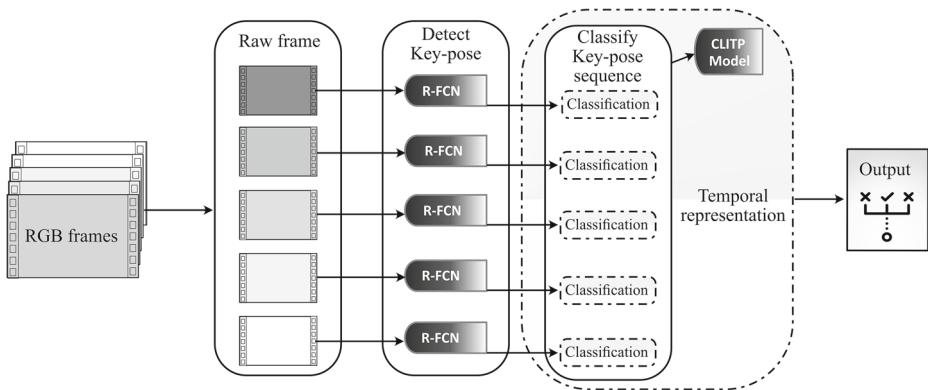 RGB frames
Raw frame
Detect
Key-pose
R-FCN
R-FCN
R-FCN
R-FCN
R-FCN
Classify
Key-pose
sequence
Classification
Classification
Classification
Classification
Classification
CLITP
Model
Temporal
representation
Output